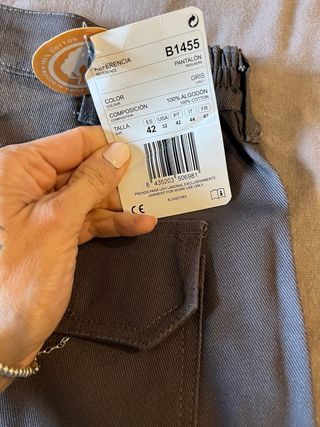 COTTON
REFERENCIA
REFERENCE
B1455
PANTALÓN
TROUSERS
COLOR
COLOUR
GRIS
GREY
COMPOSICIÓN
COMPOSITION
100% ALGODÓN
100% COTTON
TALLA
SIZE
ES USA PT IT FR
42 32 42 44 42
8 435203 506981
PRENDA PARA USO LABORAL EXCLUSIVAMENTE
GARMENT FOR WORK USE ONLY
CE